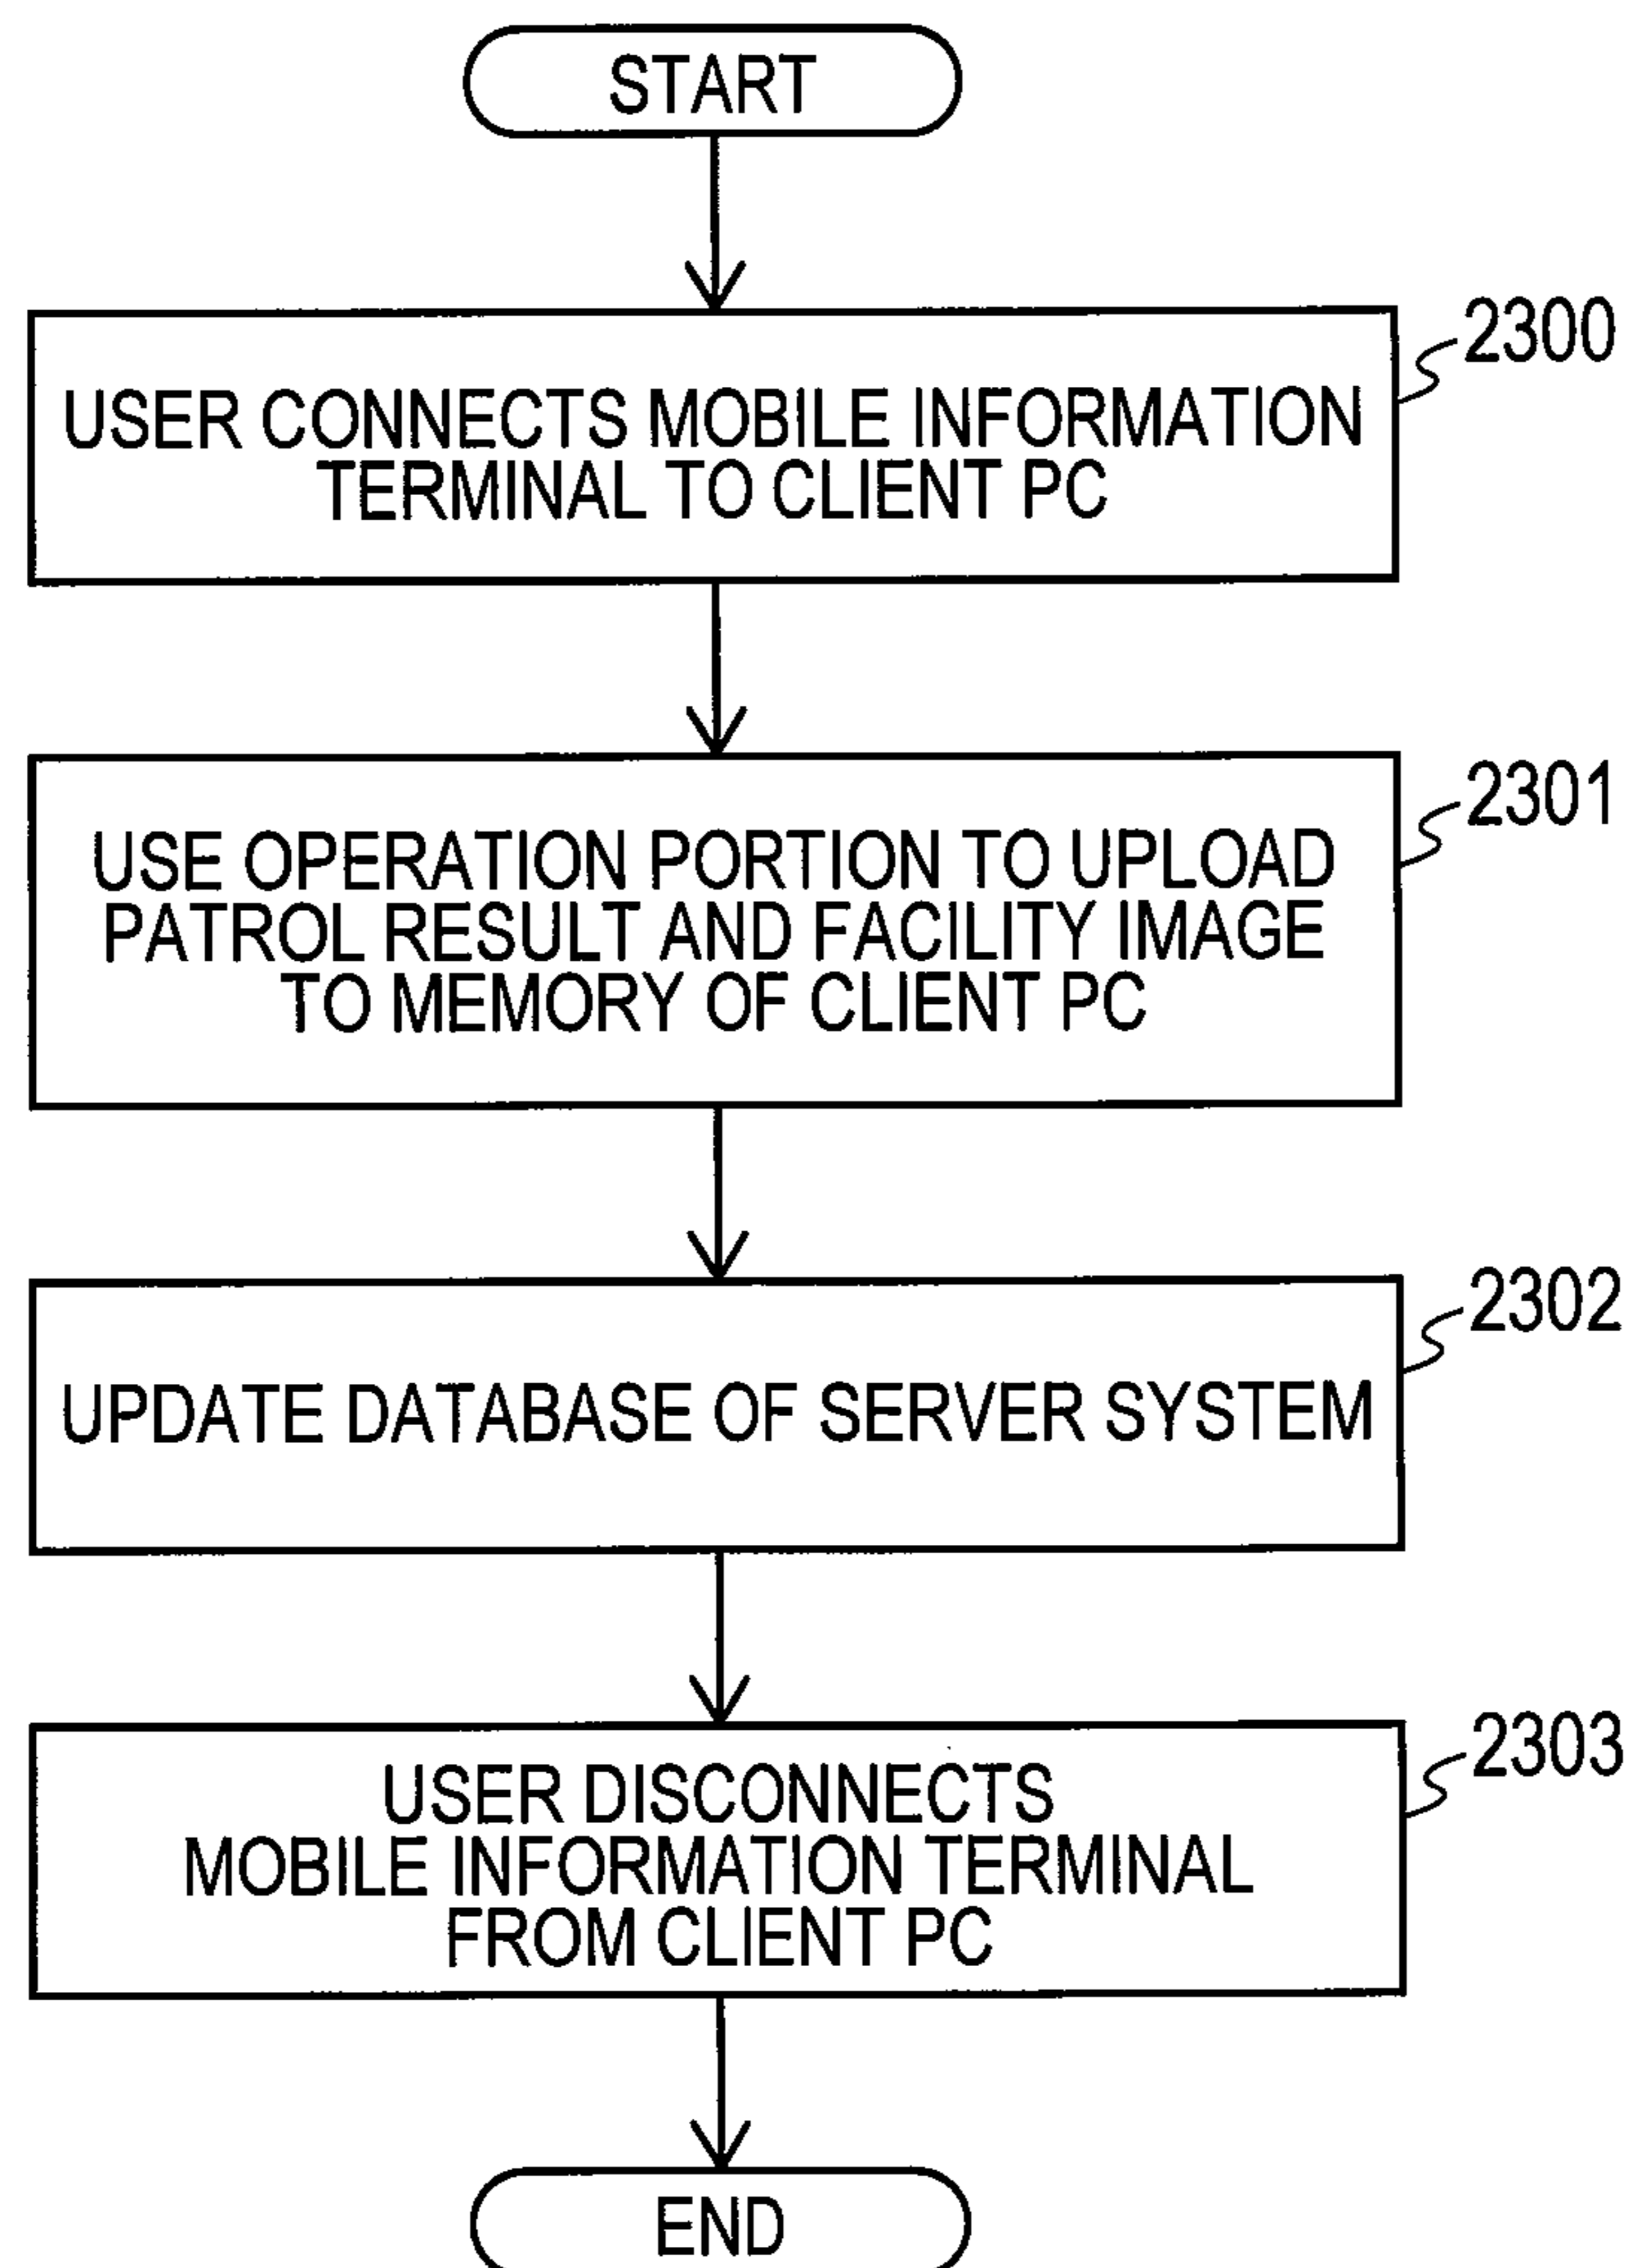 START
2300
USER CONNECTS MOBILE INFORMATION
TERMINAL TO CLIENT PC
2301
USE OPERATION PORTION TO UPLOAD
PATROL RESULT AND FACILITY IMAGE
TO MEMORY OF CLIENT PC
2302
UPDATE DATABASE OF SERVER SYSTEM
2303
USER DISCONNECTS
MOBILE INFORMATION TERMINAL
FROM CLIENT PC
END